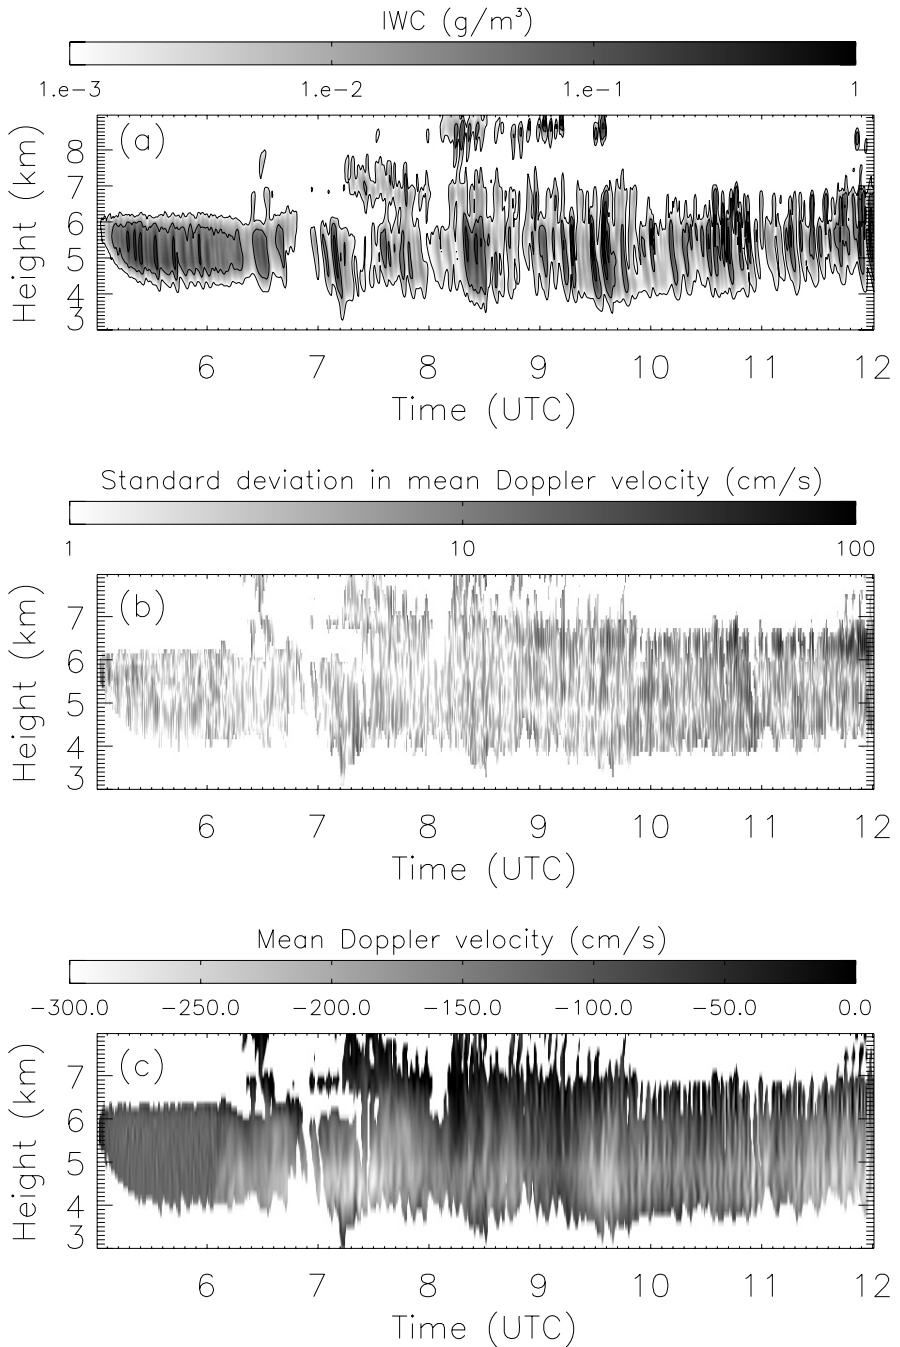 IWC (g/m³)
1.e−3 1.e−2 1.e−1 1
(a)
Height (km)
8
7
6
5
4
3
6 7 8 9 10 11 12
Time (UTC)
Standard deviation in mean Doppler velocity (cm/s)
1 10 100
(b)
Height (km)
7
6
5
4
3
6 7 8 9 10 11 12
Time (UTC)
Mean Doppler velocity (cm/s)
−300.0 −250.0 −200.0 −150.0 −100.0 −50.0 0.0
(c)
Height (km)
7
6
5
4
3
6 7 8 9 10 11 12
Time (UTC)